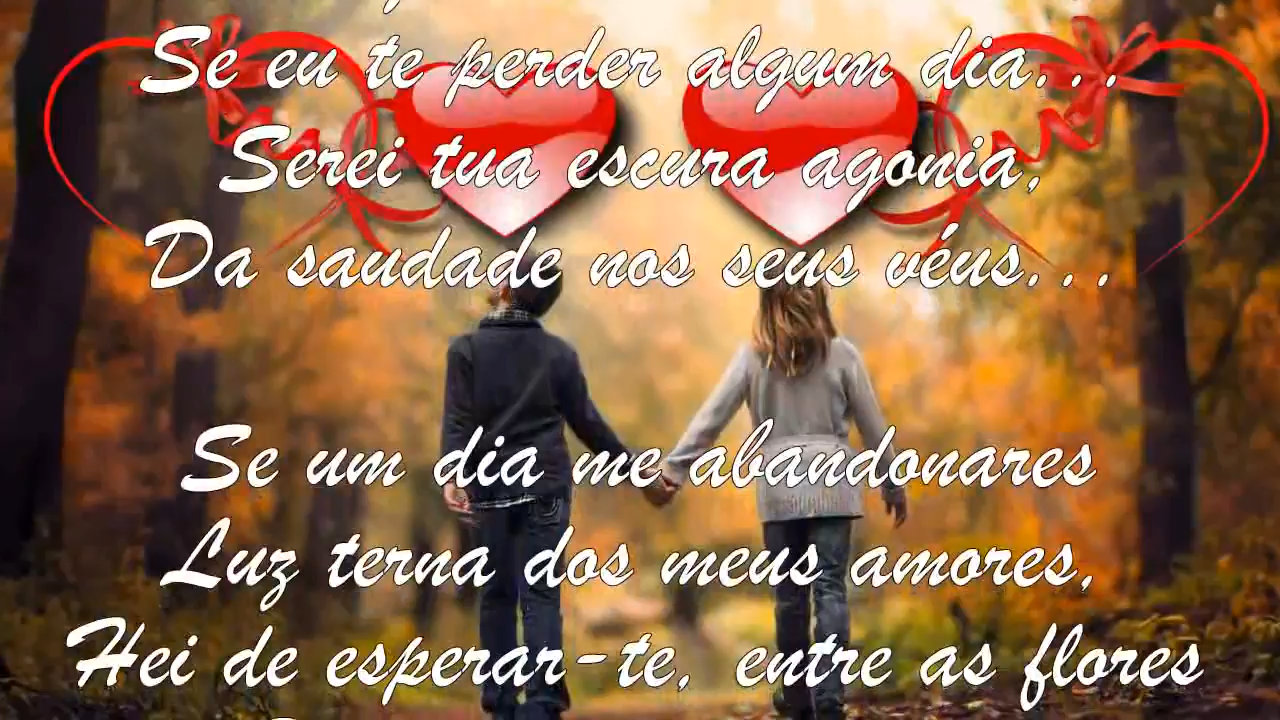 Se eu te perder algum dia...
Serei tua escura agonia,
Da saudade nos seus véus...
Se um dia me abandonares
Luz terna dos meus amores,
Hei de esperar-te, entre as flores